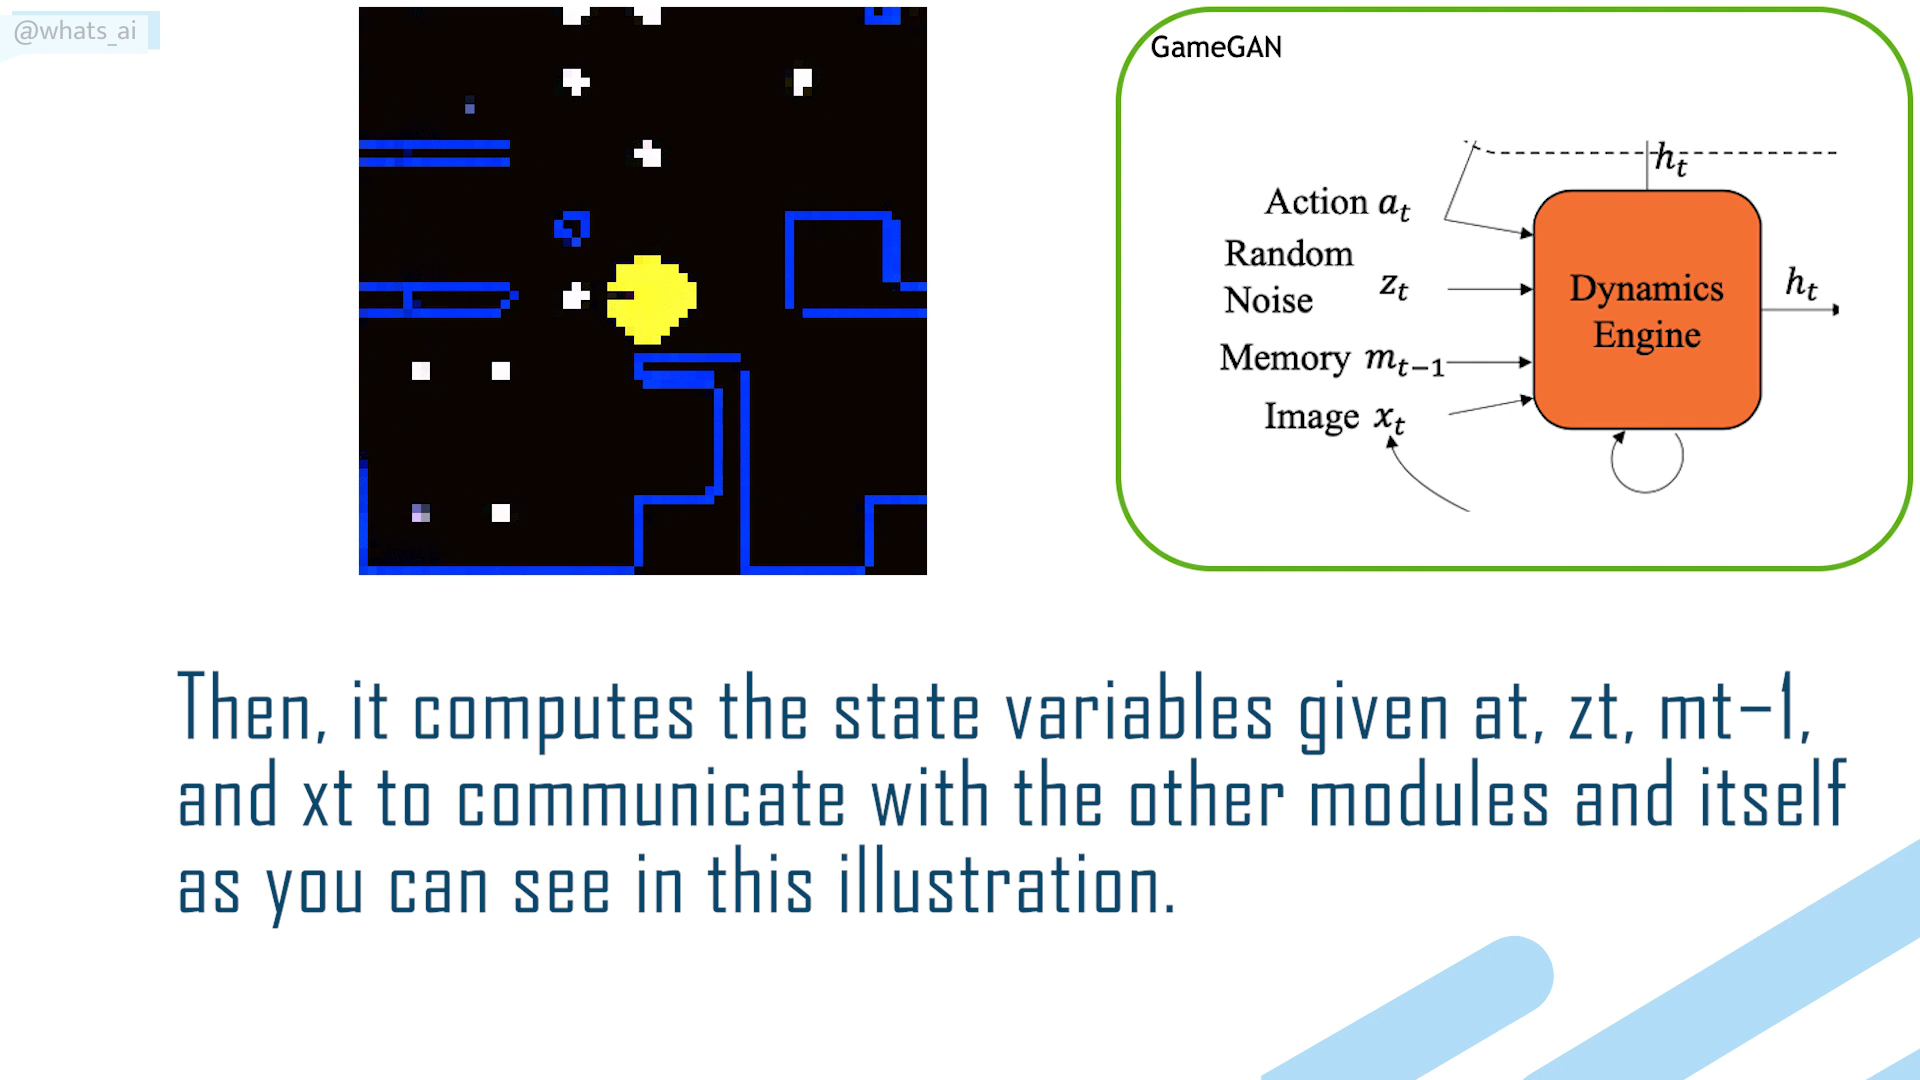 @whats_ai
GameGAN
h_t
Action a_t
Random
Noise z_t
Dynamics
Engine
h_t
Memory m_{t-1}
Image x_t
Then, it computes the state variables given at, zt, mt-1,
and xt to communicate with the other modules and itself
as you can see in this illustration.